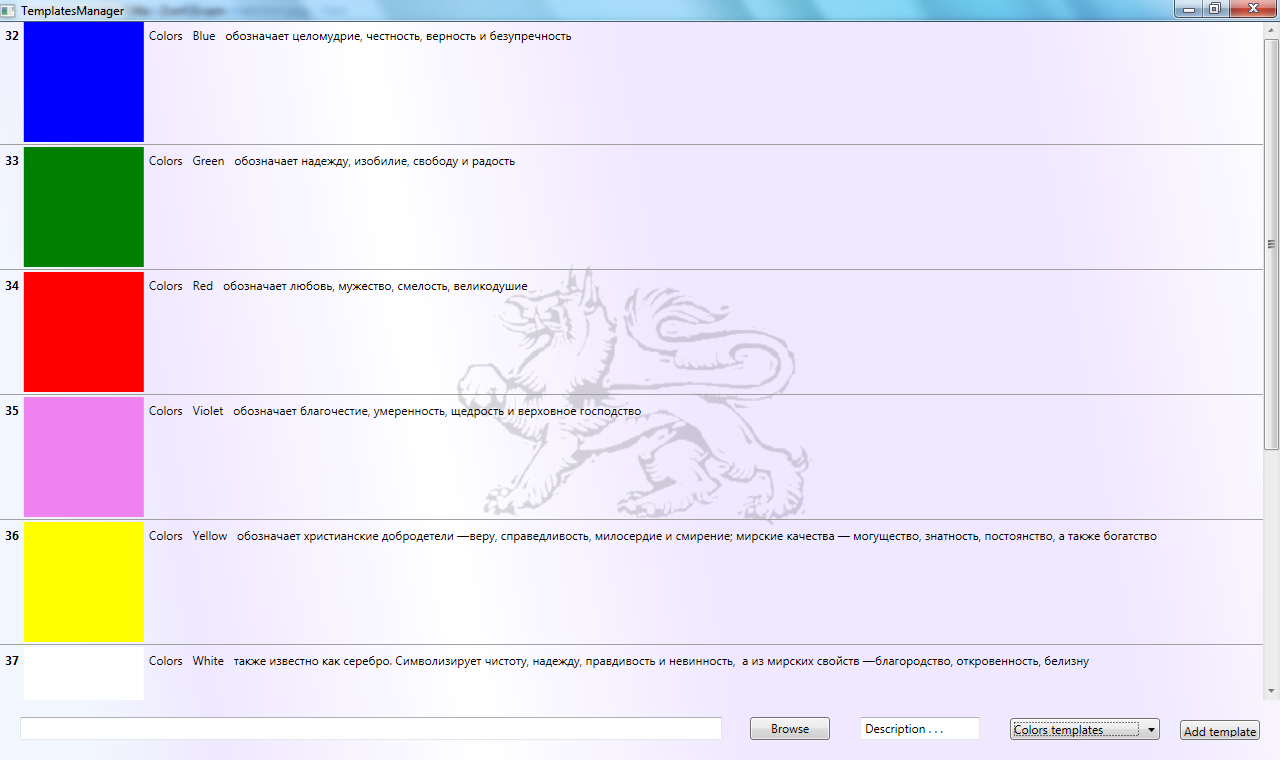 TemplatesManager
32 Colors Blue обозначает целомудрие, честность, верность и безупречность
33 Colors Green обозначает надежду, изобилие, свободу и радость
34 Colors Red обозначает любовь, мужество, смелость, великодушие
35 Colors Violet обозначает благочестие, умеренность, щедрость и верховное господство
36 Colors Yellow обозначает христианские добродетели —веру, справедливость, милосердие и смирение; мирские качества — могущество, знатность, постоянство, а также богатство
37 Colors White также известно как серебро. Символизирует чистоту, надежду, правдивость и невинность, а из мирских свойств —благородство, откровенность, белизну
Browse Description . . . Colors templates Add template